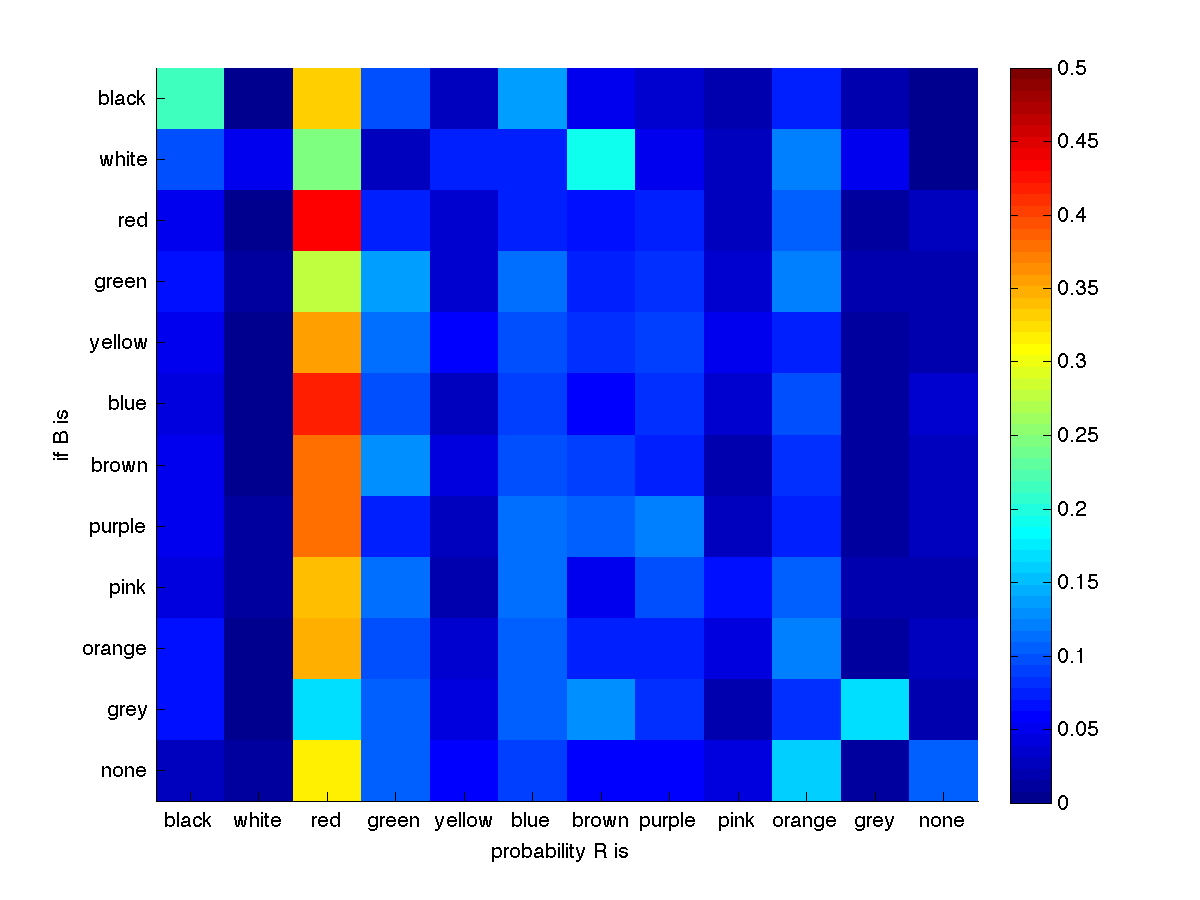 black
white
red
green
yellow
blue
brown
purple
pink
orange
grey
none
if B is
black white red green yellow blue brown purple pink orange grey none
probability R is
0.5
0.45
0.4
0.35
0.3
0.25
0.2
0.15
0.1
0.05
0